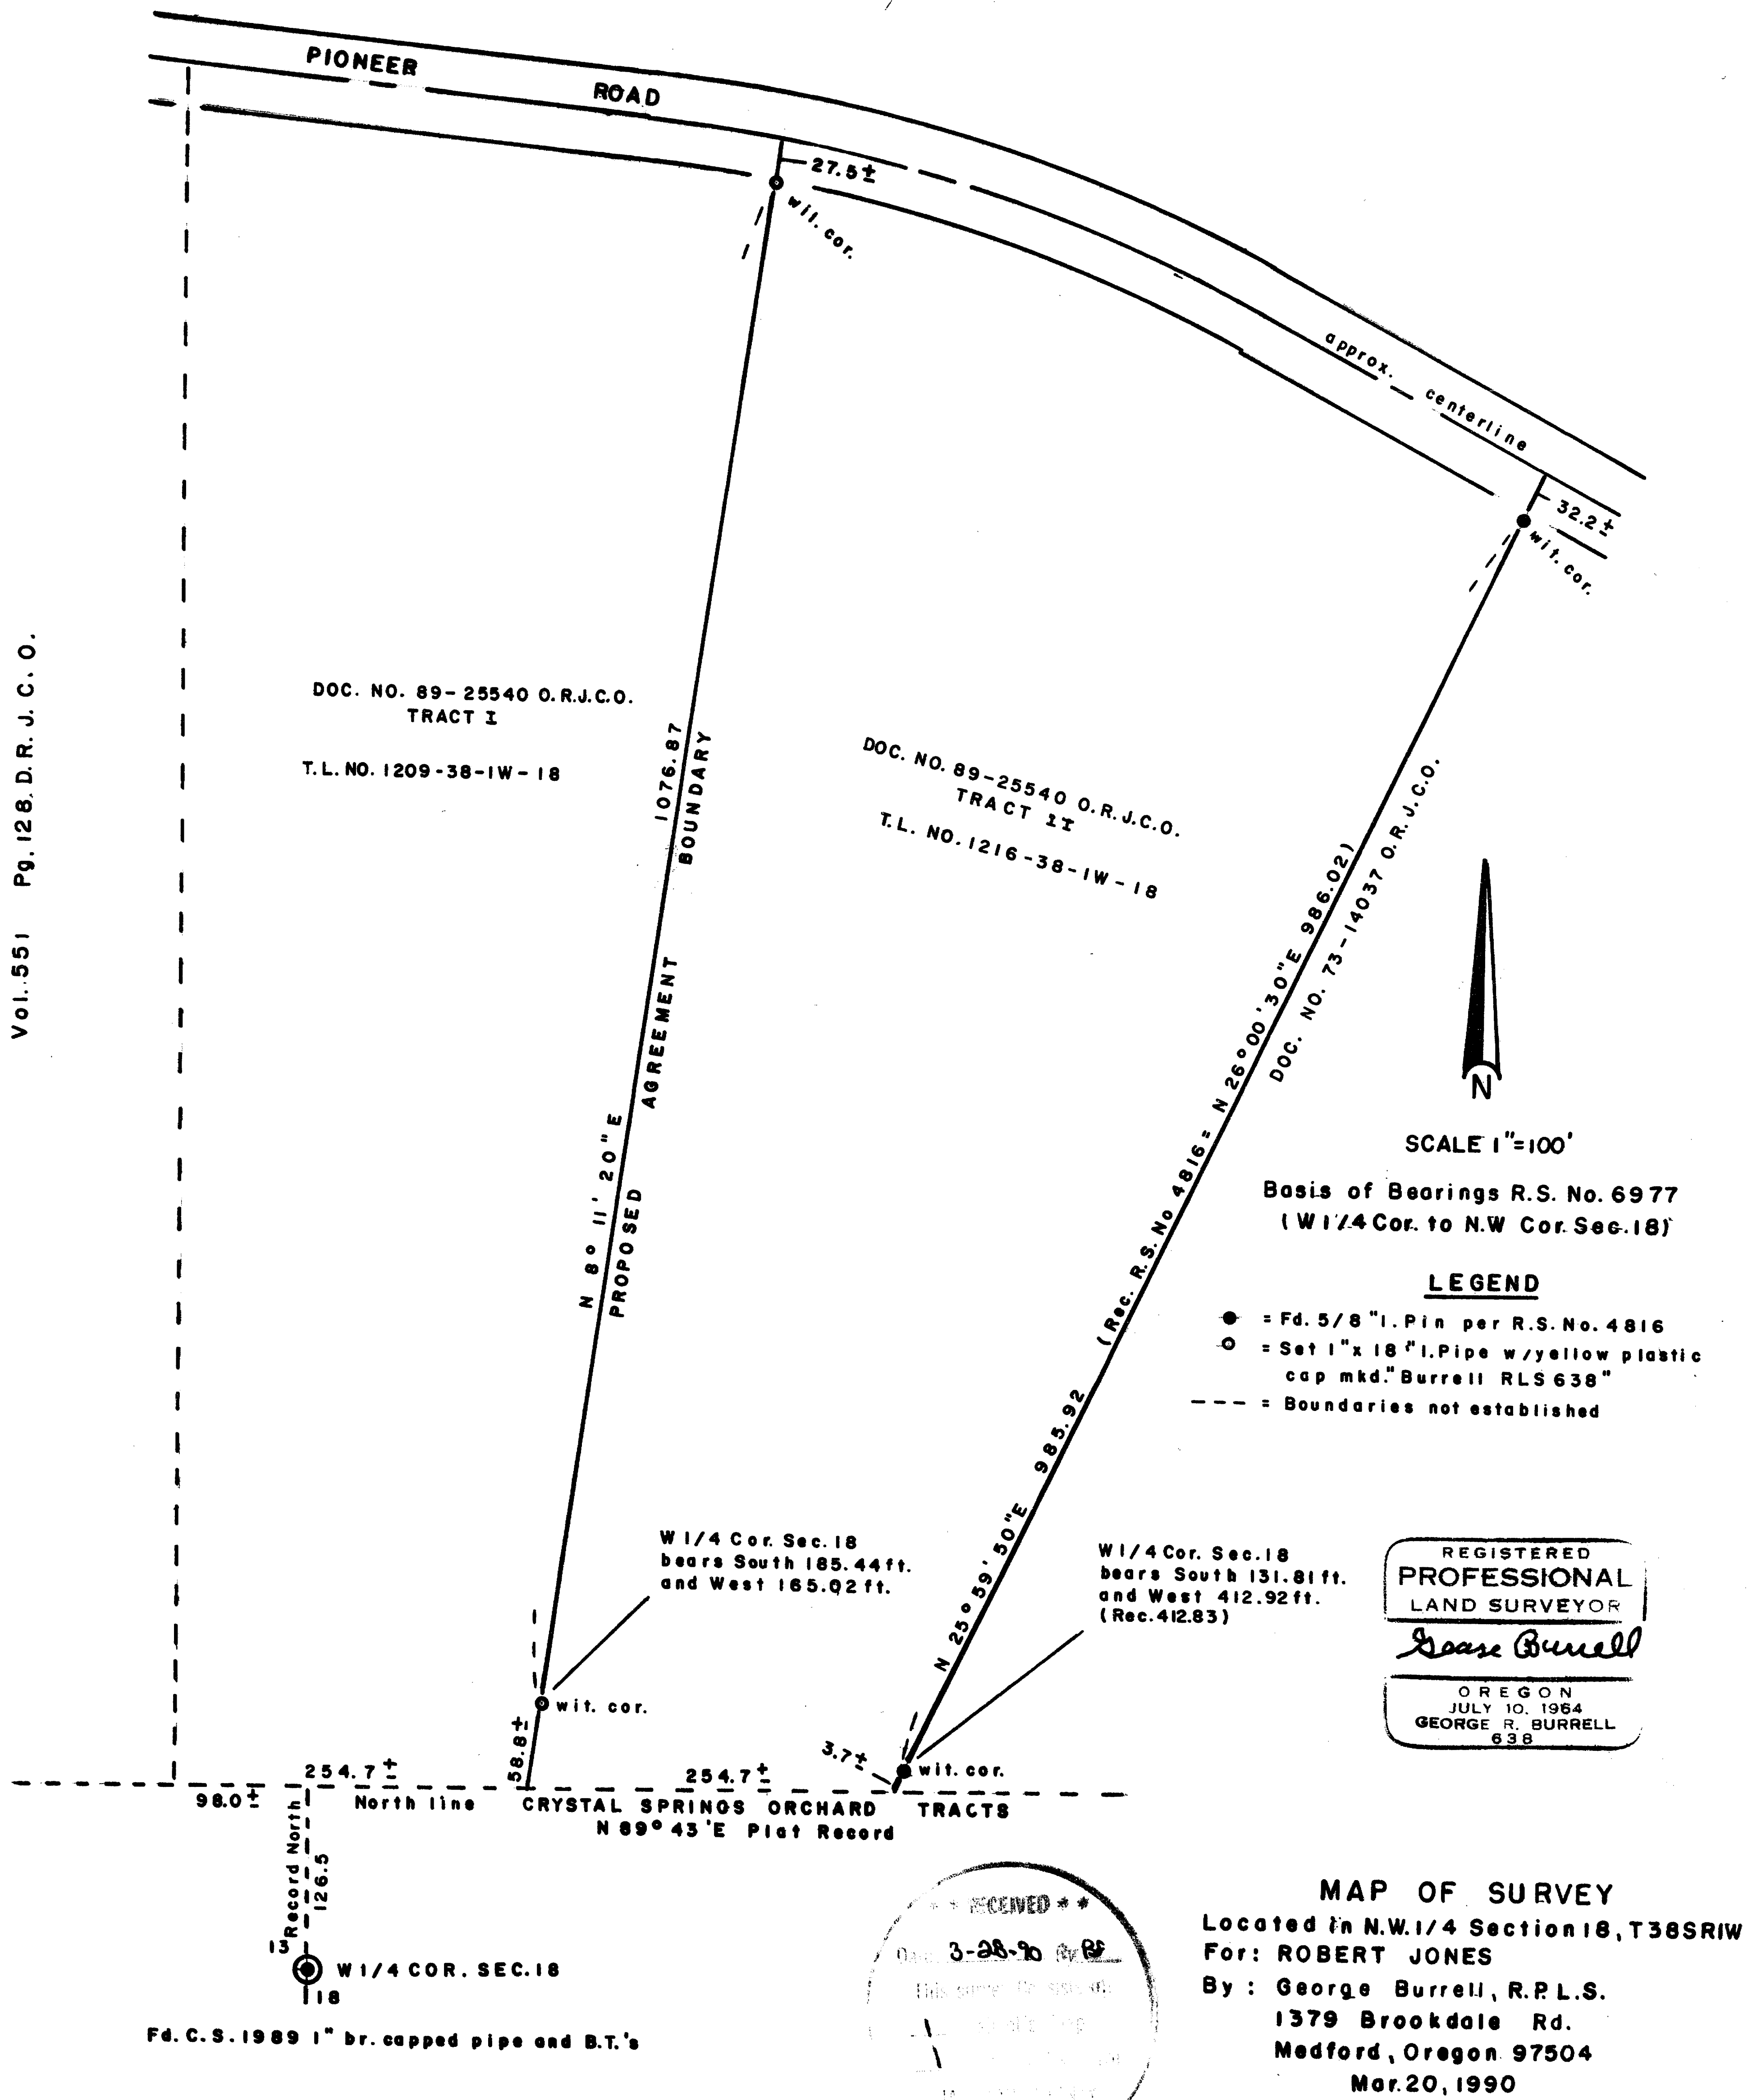 PIONEER
ROAD
27.5±
wit. cor.
approx. centerline
32.2±
wit. cor.
Vol. 551 Pg. 128, D.R.J.C.O.
DOC. NO. 89-25540 O.R.J.C.O.
TRACT I
T.L. NO. 1209-38-1W-18
N 8° 11' 20" E 1076.87
PROPOSED AGREEMENT BOUNDARY
DOC. NO. 89-25540 O.R.J.C.O.
TRACT II
T.L. NO. 1216-38-1W-18
N 25° 59' 50" E 985.92 (Rec. R.S. No 4816 = N 26° 00' 30" E 986.02)
DOC. NO. 73-14037 O.R.J.C.O.
N
SCALE 1"=100'
Basis of Bearings R.S. No. 6977
(W 1/4 Cor. to N.W Cor. Sec. 18)
LEGEND
= Fd. 5/8" I. Pin per R.S. No. 4816
= Set 1" x 18" I. Pipe w/yellow plastic
cap mkd. "Burrell RLS 638"
--- = Boundaries not established
W 1/4 Cor. Sec. 18
bears South 185.44 ft.
and West 165.02 ft.
wit. cor.
58.8±
W 1/4 Cor. Sec. 18
bears South 131.81 ft.
and West 412.92 ft.
(Rec. 412.83)
3.7±
wit. cor.
REGISTERED
PROFESSIONAL
LAND SURVEYOR
George Burrell
OREGON
JULY 10, 1964
GEORGE R. BURRELL
638
254.7±
254.7±
98.0±
North line CRYSTAL SPRINGS ORCHARD TRACTS
N 89° 43' E Plat Record
Record North
126.5
13
W 1/4 COR. SEC. 18
18
Fd. C.S. 1989 1" br. capped pipe and B.T.'s
* * RECEIVED * *
Date 3-28-90 By
This survey
MAP OF SURVEY
Located in N.W. 1/4 Section 18, T38SR1W
For: ROBERT JONES
By: George Burrell, R.P.L.S.
1379 Brookdale Rd.
Medford, Oregon 97504
Mar. 20, 1990